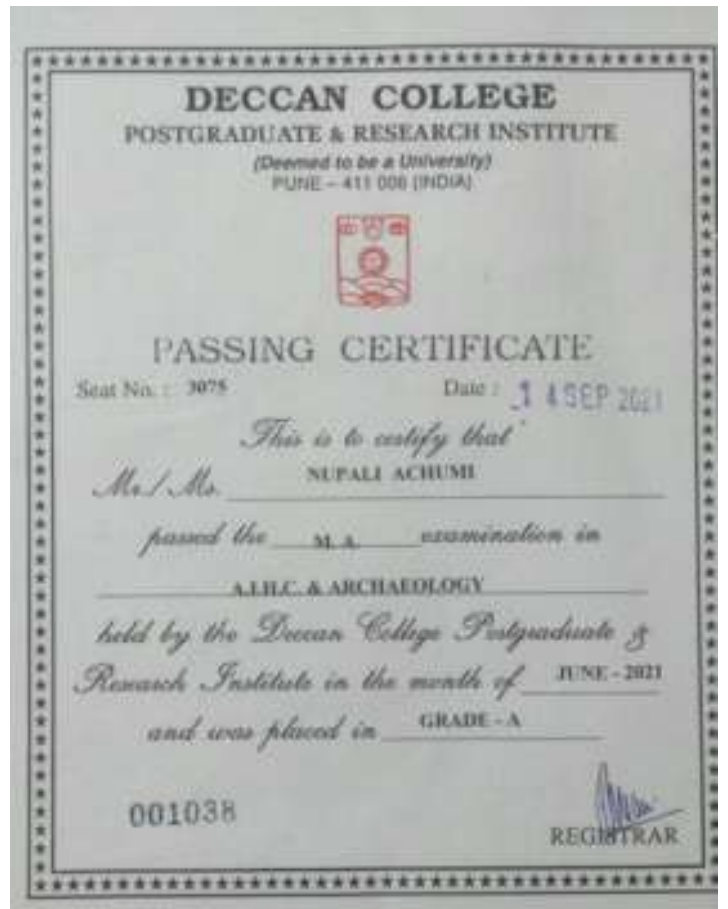 DECCAN COLLEGE
POSTGRADUATE & RESEARCH INSTITUTE
(Deemed to be a University)
PUNE – 411 006 (INDIA)
PASSING CERTIFICATE
Seat No. : 3075 Date : 14 SEP 2021
This is to certify that
Mr./Ms. NUPALI ACHUMI
passed the M. A. examination in
A.I.H.C. & ARCHAEOLOGY
held by the Deccan College Postgraduate &
Research Institute in the month of JUNE - 2021
and was placed in GRADE - A
001038
REGISTRAR